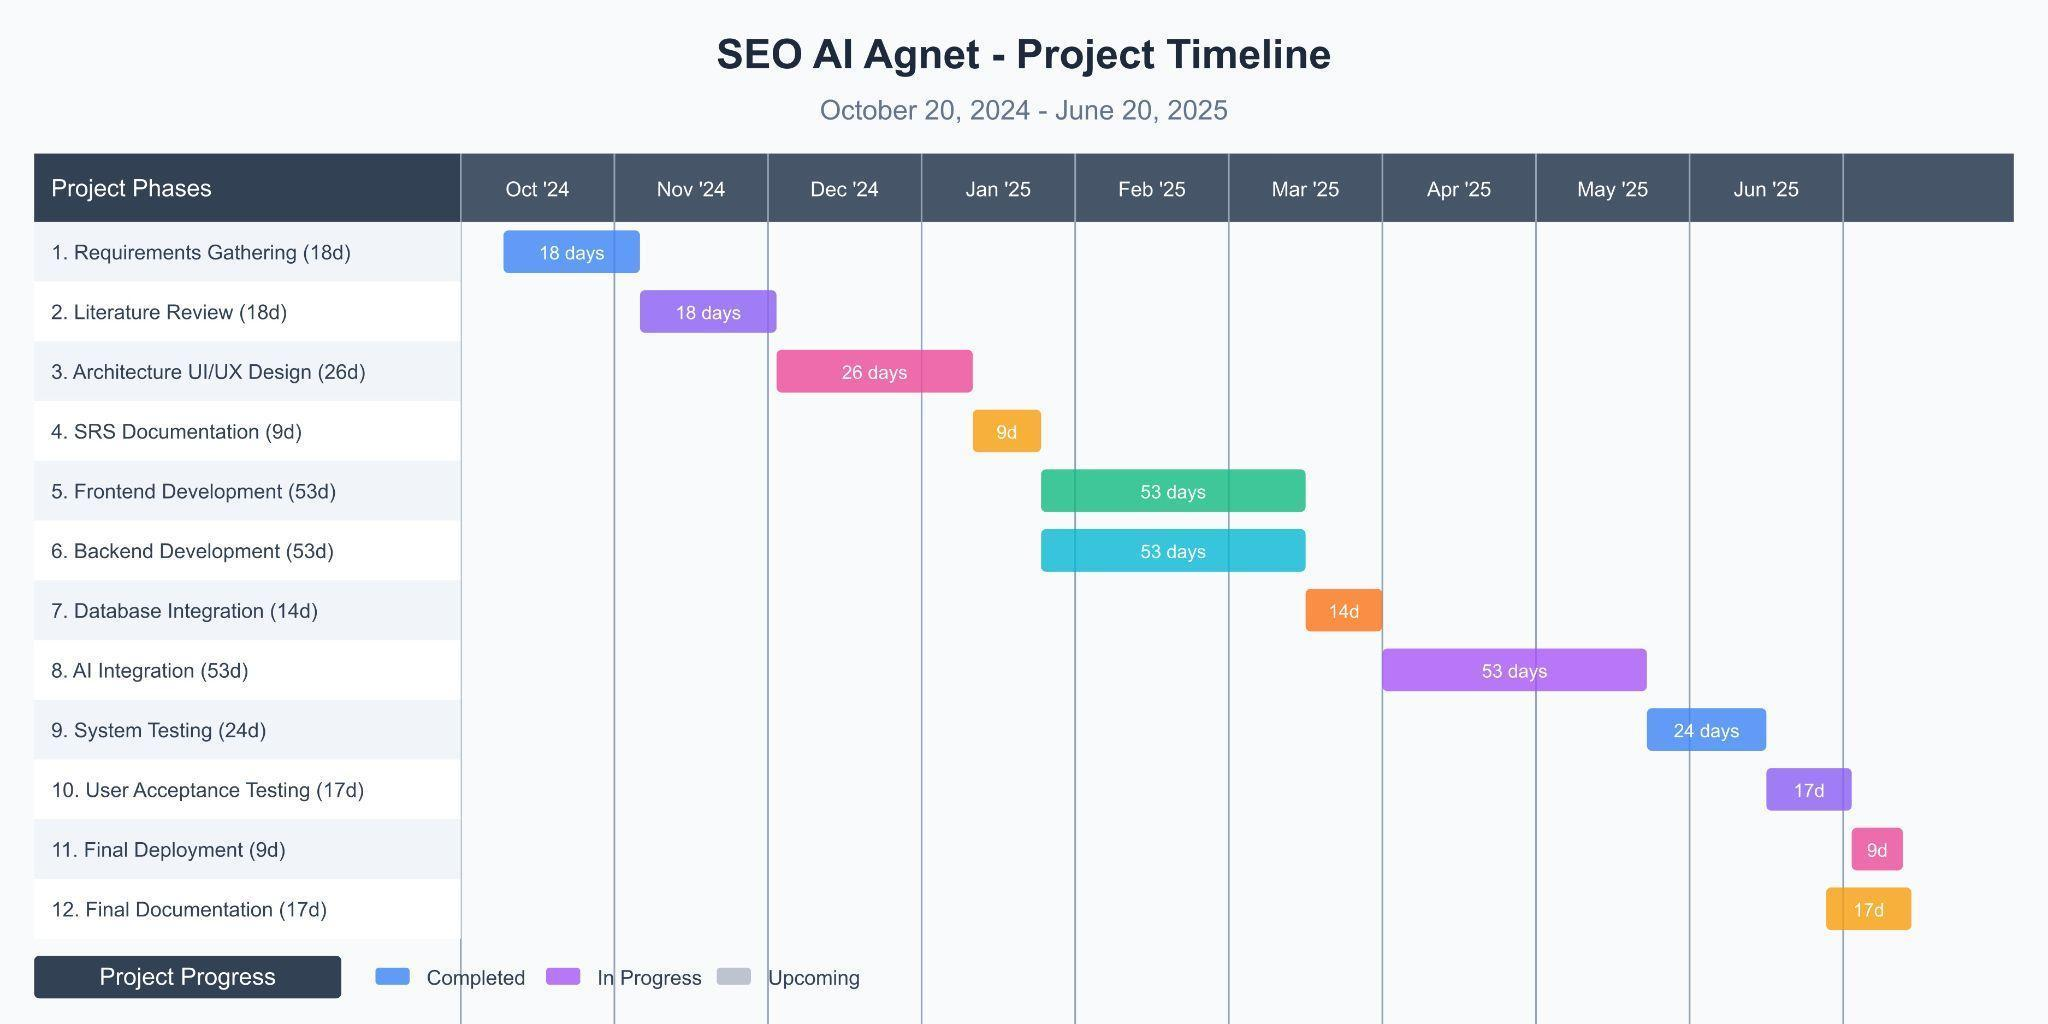 SEO AI Agnet - Project Timeline
October 20, 2024 - June 20, 2025
Project Phases Oct '24 Nov '24 Dec '24 Jan '25 Feb '25 Mar '25 Apr '25 May '25 Jun '25
1. Requirements Gathering (18d) 18 days
2. Literature Review (18d) 18 days
3. Architecture UI/UX Design (26d) 26 days
4. SRS Documentation (9d) 9d
5. Frontend Development (53d) 53 days
6. Backend Development (53d) 53 days
7. Database Integration (14d) 14d
8. AI Integration (53d) 53 days
9. System Testing (24d) 24 days
10. User Acceptance Testing (17d) 17d
11. Final Deployment (9d) 9d
12. Final Documentation (17d) 17d
Project Progress Completed In Progress Upcoming